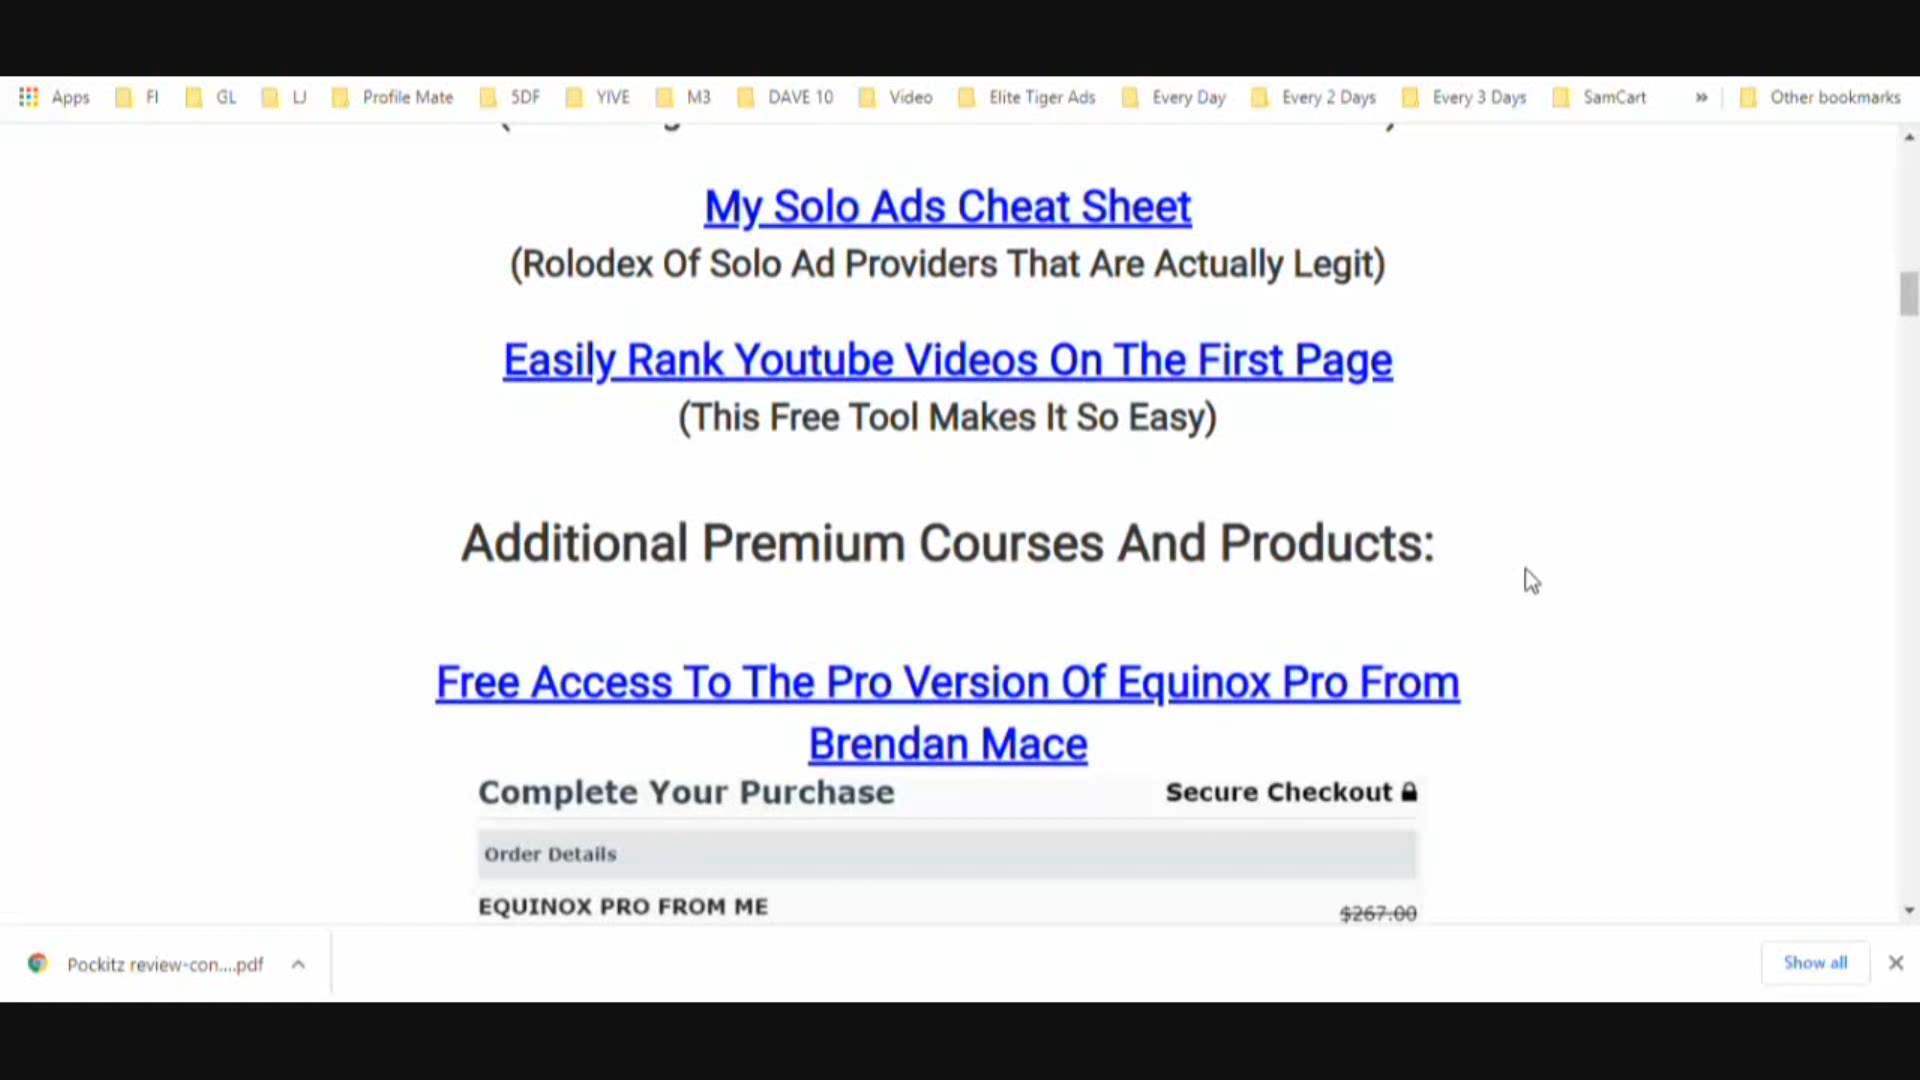 Apps FI GL LJ Profile Mate 5DF YIVE M3 DAVE 10 Video Elite Tiger Ads Every Day Every 2 Days Every 3 Days SamCart » Other bookmarks
My Solo Ads Cheat Sheet
(Rolodex Of Solo Ad Providers That Are Actually Legit)
Easily Rank Youtube Videos On The First Page
(This Free Tool Makes It So Easy)
Additional Premium Courses And Products:
Free Access To The Pro Version Of Equinox Pro From
Brendan Mace
Complete Your Purchase Secure Checkout
Order Details
EQUINOX PRO FROM ME $267.00
Pockitz review-con....pdf Show all